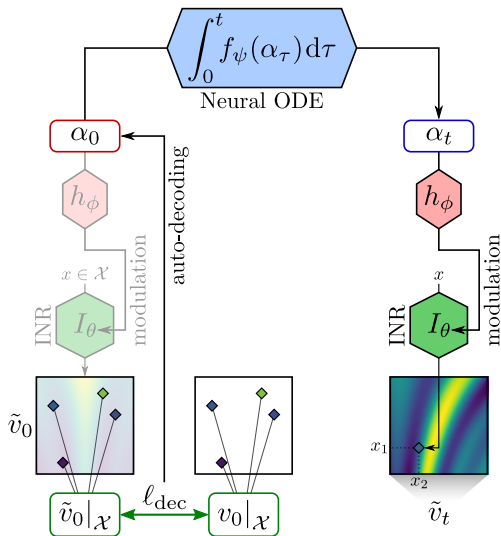 ∫₀ᵗ f_ψ(α_τ)dτ
Neural ODE
α₀
α_t
h_ϕ
h_ϕ
auto-decoding
modulation
modulation
x ∈ 𝒳
x
INR
I_θ
INR
I_θ
ṽ₀
x₁
x₂
ṽ₀|_𝒳
ℓ_dec
v₀|_𝒳
ṽ_t